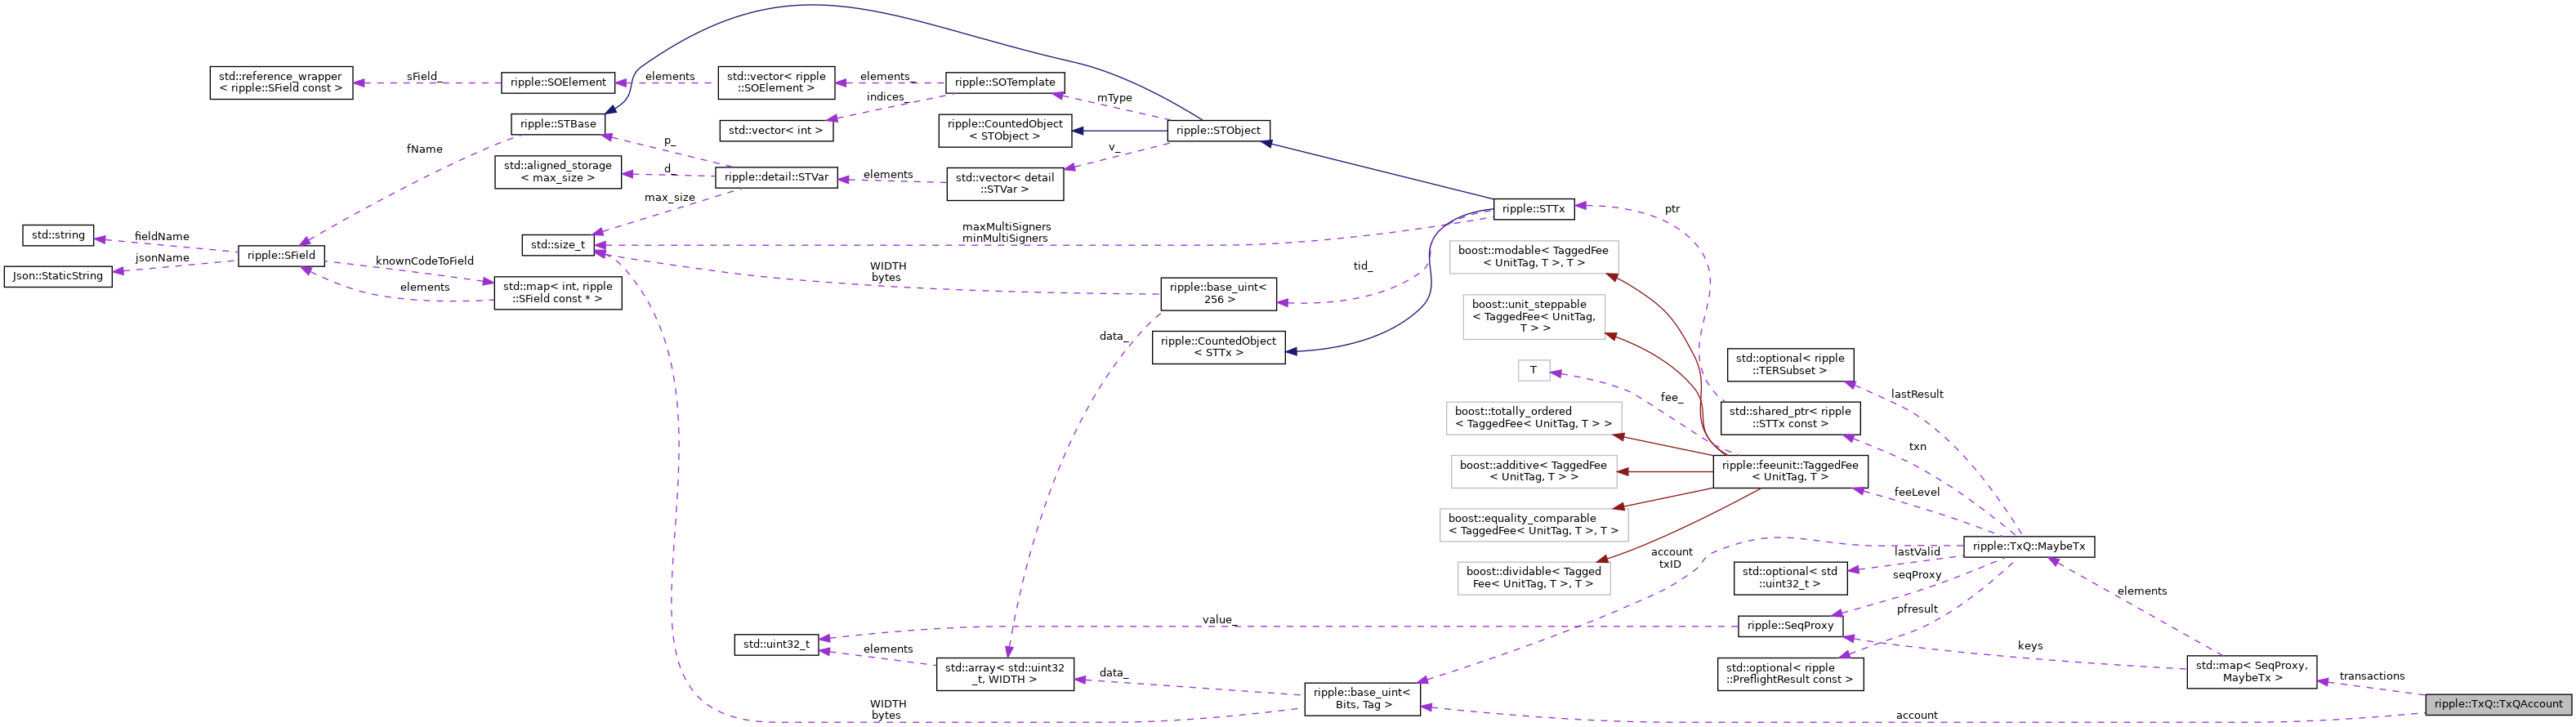 std::reference_wrapper
< ripple::SField const >
sField_
ripple::SOElement
elements
std::vector< ripple
::SOElement >
elements_
ripple::SOTemplate
indices_
mType
ripple::STBase
std::vector< int >
ripple::CountedObject
< STObject >
ripple::STObject
fName
p_
v_
std::aligned_storage
< max_size >
d_
ripple::detail::STVar
elements
std::vector< detail
::STVar >
max_size
ripple::STTx
ptr
std::string
fieldName
jsonName
Json::StaticString
ripple::SField
knownCodeToField
elements
std::size_t
std::map< int, ripple
::SField const * >
maxMultiSigners
minMultiSigners
WIDTH
bytes
tid_
ripple::base_uint<
256 >
data_
ripple::CountedObject
< STTx >
boost::modable< TaggedFee
< UnitTag, T >, T >
boost::unit_steppable
< TaggedFee< UnitTag,
T > >
T
fee_
std::optional< ripple
::TERSubset >
lastResult
boost::totally_ordered
< TaggedFee< UnitTag, T > >
std::shared_ptr< ripple
::STTx const >
txn
boost::additive< TaggedFee
< UnitTag, T > >
ripple::feeunit::TaggedFee
< UnitTag, T >
feeLevel
boost::equality_comparable
< TaggedFee< UnitTag, T >, T >
boost::dividable< Tagged
Fee< UnitTag, T >, T >
account
txID
ripple::TxQ::MaybeTx
lastValid
std::optional< std
::uint32_t >
seqProxy
pfresult
elements
value_
ripple::SeqProxy
std::uint32_t
elements
std::array< std::uint32
_t, WIDTH >
data_
keys
std::optional< ripple
::PreflightResult const >
std::map< SeqProxy,
MaybeTx >
transactions
ripple::base_uint<
Bits, Tag >
WIDTH
bytes
account
ripple::TxQ::TxQAccount